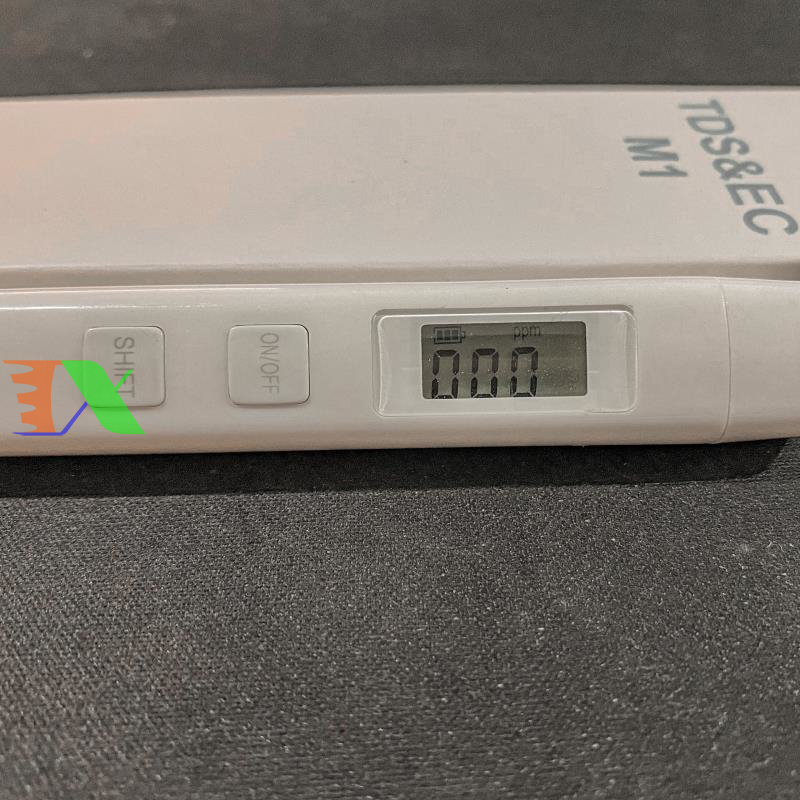 TDS&EC
M1
SHIFT
ON/OFF
ppm
000